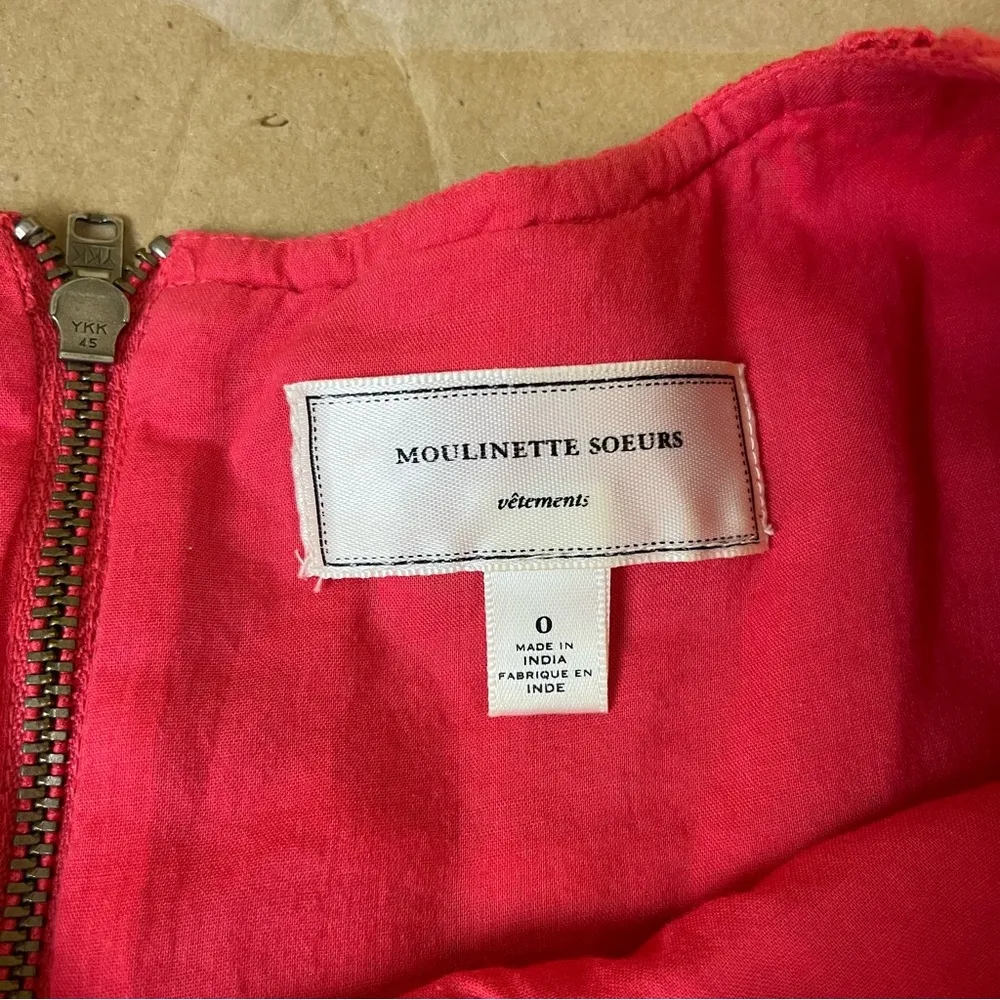 YKK
YKK
45
MOULINETTE SOEURS
vêtements
0
MADE IN
INDIA
FABRIQUE EN
INDE